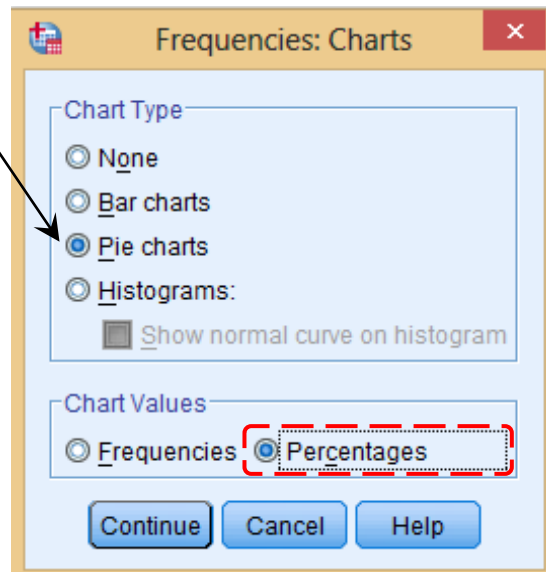 Frequencies: Charts
Chart Type
None
Bar charts
Pie charts
Histograms:
Show normal curve on histogram
Chart Values
Frequencies Percentages
Continue Cancel Help